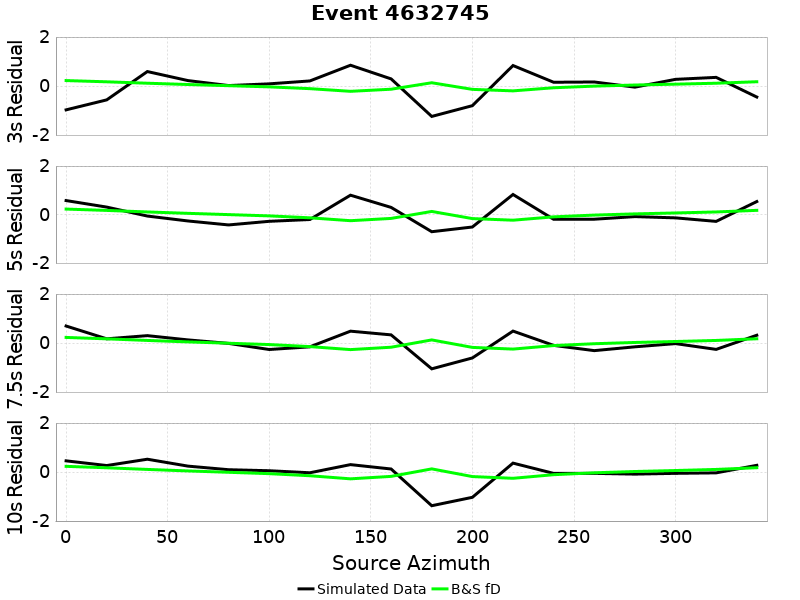 Event 4632745
3s Residual
2
0
-2
5s Residual
2
0
-2
7.5s Residual
2
0
-2
10s Residual
2
0
-2
0 50 100 150 200 250 300
Source Azimuth
Simulated Data B&S fD